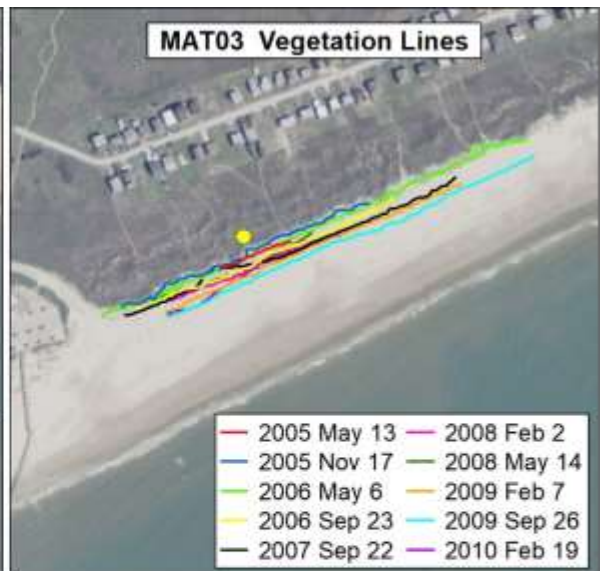 MAT03 Vegetation Lines
2005 May 13
2008 Feb 2
2005 Nov 17
2008 May 14
2006 May 6
2009 Feb 7
2006 Sep 23
2009 Sep 26
2007 Sep 22
2010 Feb 19